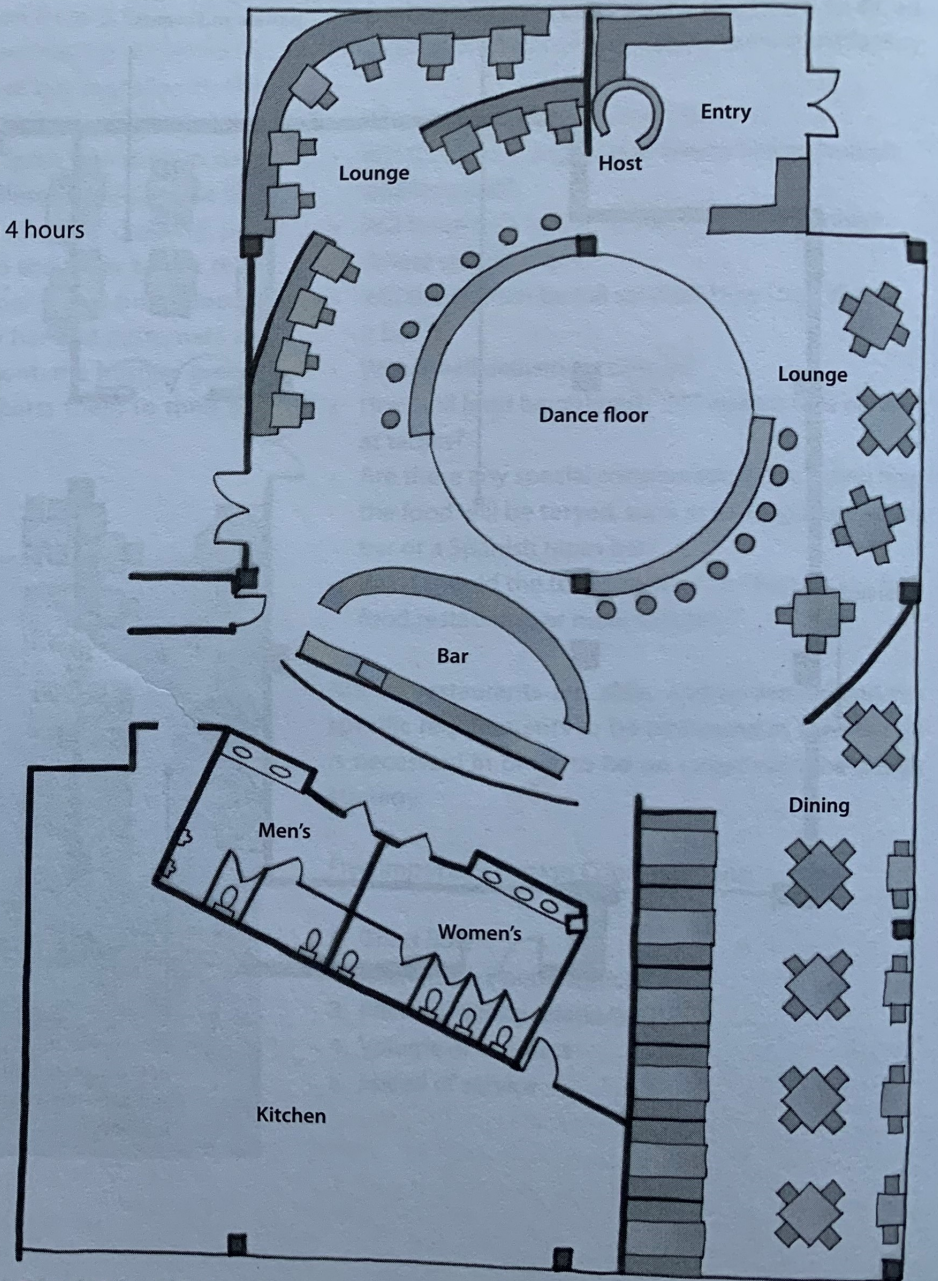 Entry
Host
Lounge
4 hours
Lounge
Dance floor
Bar
Dining
Men's
Women's
Kitchen